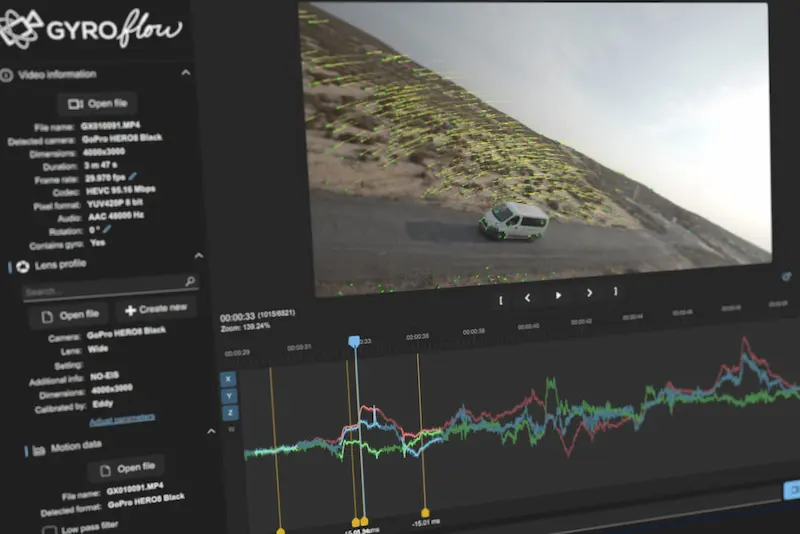 GYROflow
Video information
Open file
File name: GX010091.MP4
Detected camera: GoPro HERO8 Black
Dimensions: 4000x3000
Duration: 3 m 47 s
Frame rate: 29.970 fps
Codec: HEVC 95.16 Mbps
Pixel format: YUV420P 8 bit
Audio: AAC 48000 Hz
Rotation: 0 °
Contains gyro: Yes
Lens profile
Search...
Open file
Create new
Camera: GoPro HERO8 Black
Lens: Wide
Setting:
Additional info: NO-EIS
Dimensions: 4000x3000
Calibrated by: Eddy
Adjust parameters
Motion data
Open file
File name: GX010091.MP4
Detected format: GoPro HERO8 Black
Low pass filter
00:00:33 (1015/6821)
Zoom: 139.24%
00:00:29
00:00:31
:33
00:00:35
00:00:38
00:00:40
00:00:42
00:00:44
00:00:46
00:00:48
X
Y
Z
W
-15.01 ms